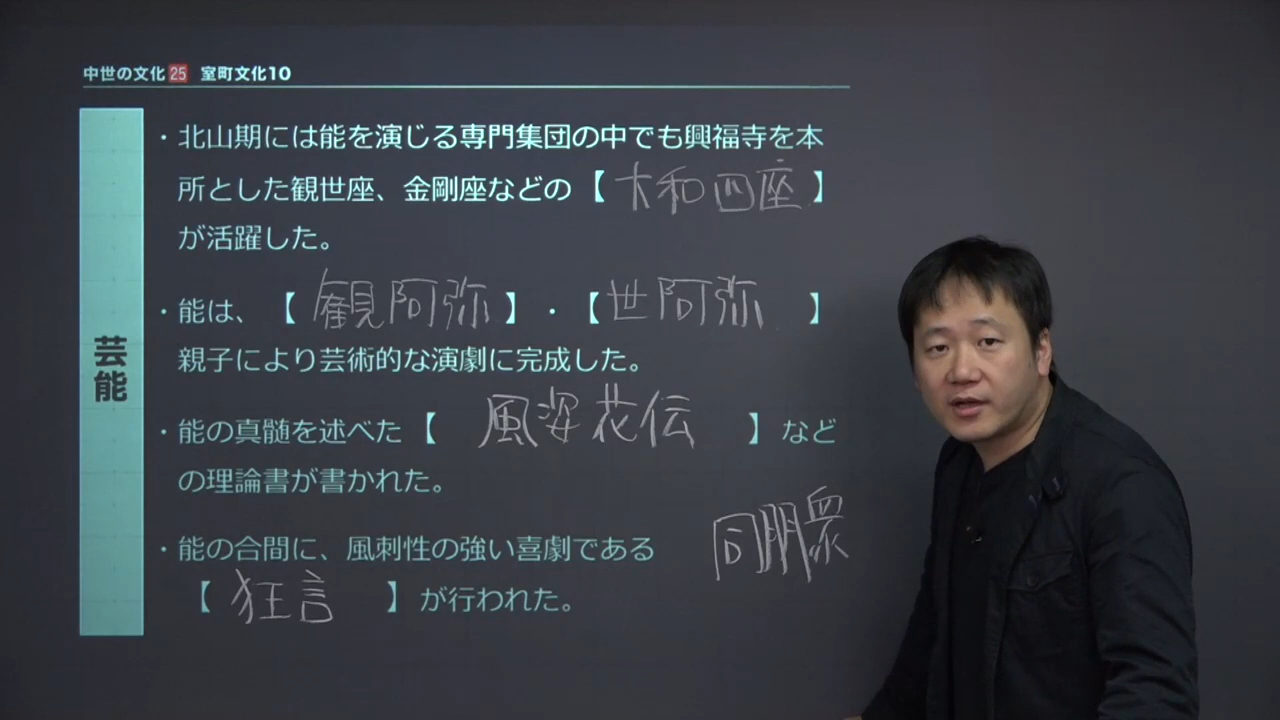 中世の文化25 室町文化10
芸能
・北山期には能を演じる専門集団の中でも興福寺を本
所とした観世座、金剛座などの【大和四座】
が活躍した。
・能は、【観阿弥】・【世阿弥】
親子により芸術的な演劇に完成した。
・能の真髄を述べた【風姿花伝】など
の理論書が書かれた。
・能の合間に、風刺性の強い喜劇である
【狂言】が行われた。
同朋衆